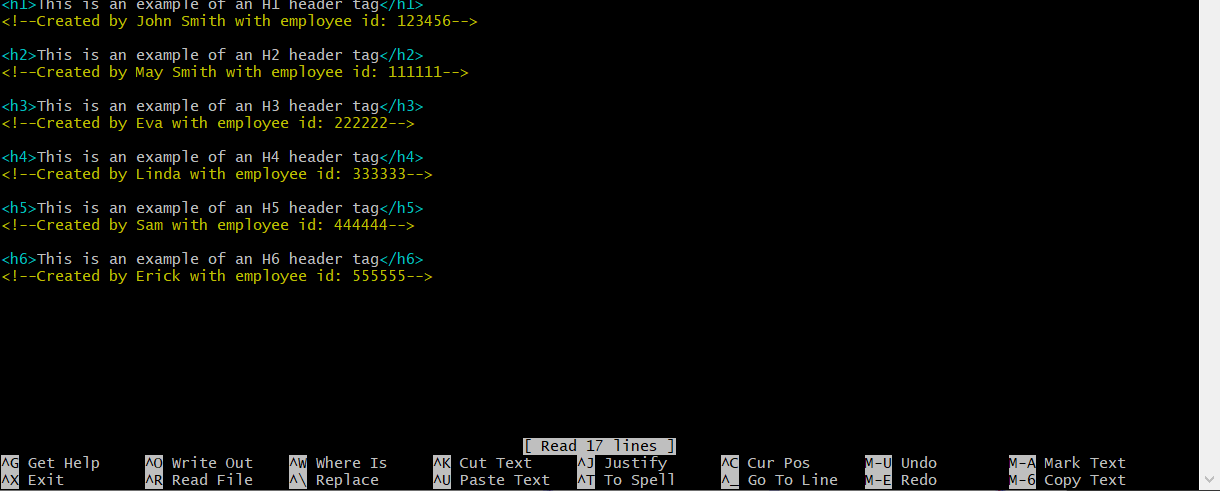 <h1>This is an example of an H1 header tag</h1>
<!--Created by John Smith with employee id: 123456-->
<h2>This is an example of an H2 header tag</h2>
<!--Created by May Smith with employee id: 111111-->
<h3>This is an example of an H3 header tag</h3>
<!--Created by Eva with employee id: 222222-->
<h4>This is an example of an H4 header tag</h4>
<!--Created by Linda with employee id: 333333-->
<h5>This is an example of an H5 header tag</h5>
<!--Created by Sam with employee id: 444444-->
<h6>This is an example of an H6 header tag</h6>
<!--Created by Erick with employee id: 555555-->
[ Read 17 lines ]
^G Get Help ^O Write Out ^W Where Is ^K Cut Text ^J Justify ^C Cur Pos M-U Undo M-A Mark Text
^X Exit ^R Read File ^\ Replace ^U Paste Text ^T To Spell ^_ Go To Line M-E Redo M-6 Copy Text